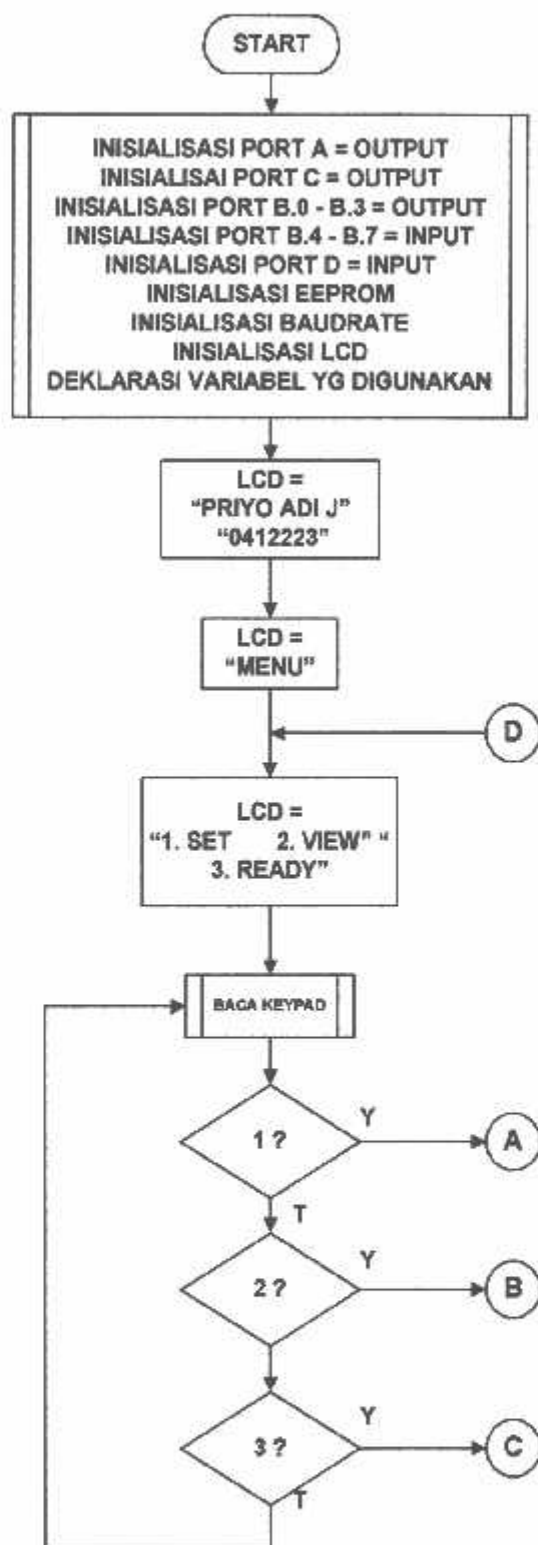 START
INISIALISASI PORT A = OUTPUT
INISIALISAI PORT C = OUTPUT
INISIALISASI PORT B.0 - B.3 = OUTPUT
INISIALISASI PORT B.4 - B.7 = INPUT
INISIALISASI PORT D = INPUT
INISIALISASI EEPROM
INISIALISASI BAUDRATE
INISIALISASI LCD
DEKLARASI VARIABEL YG DIGUNAKAN
LCD =
“PRIYO ADI J”
“0412223”
LCD =
“MENU”
D
LCD =
“1. SET 2. VIEW” “
3. READY”
BACA KEYPAD
1 ?
Y
A
T
2 ?
Y
B
3 ?
Y
C
T